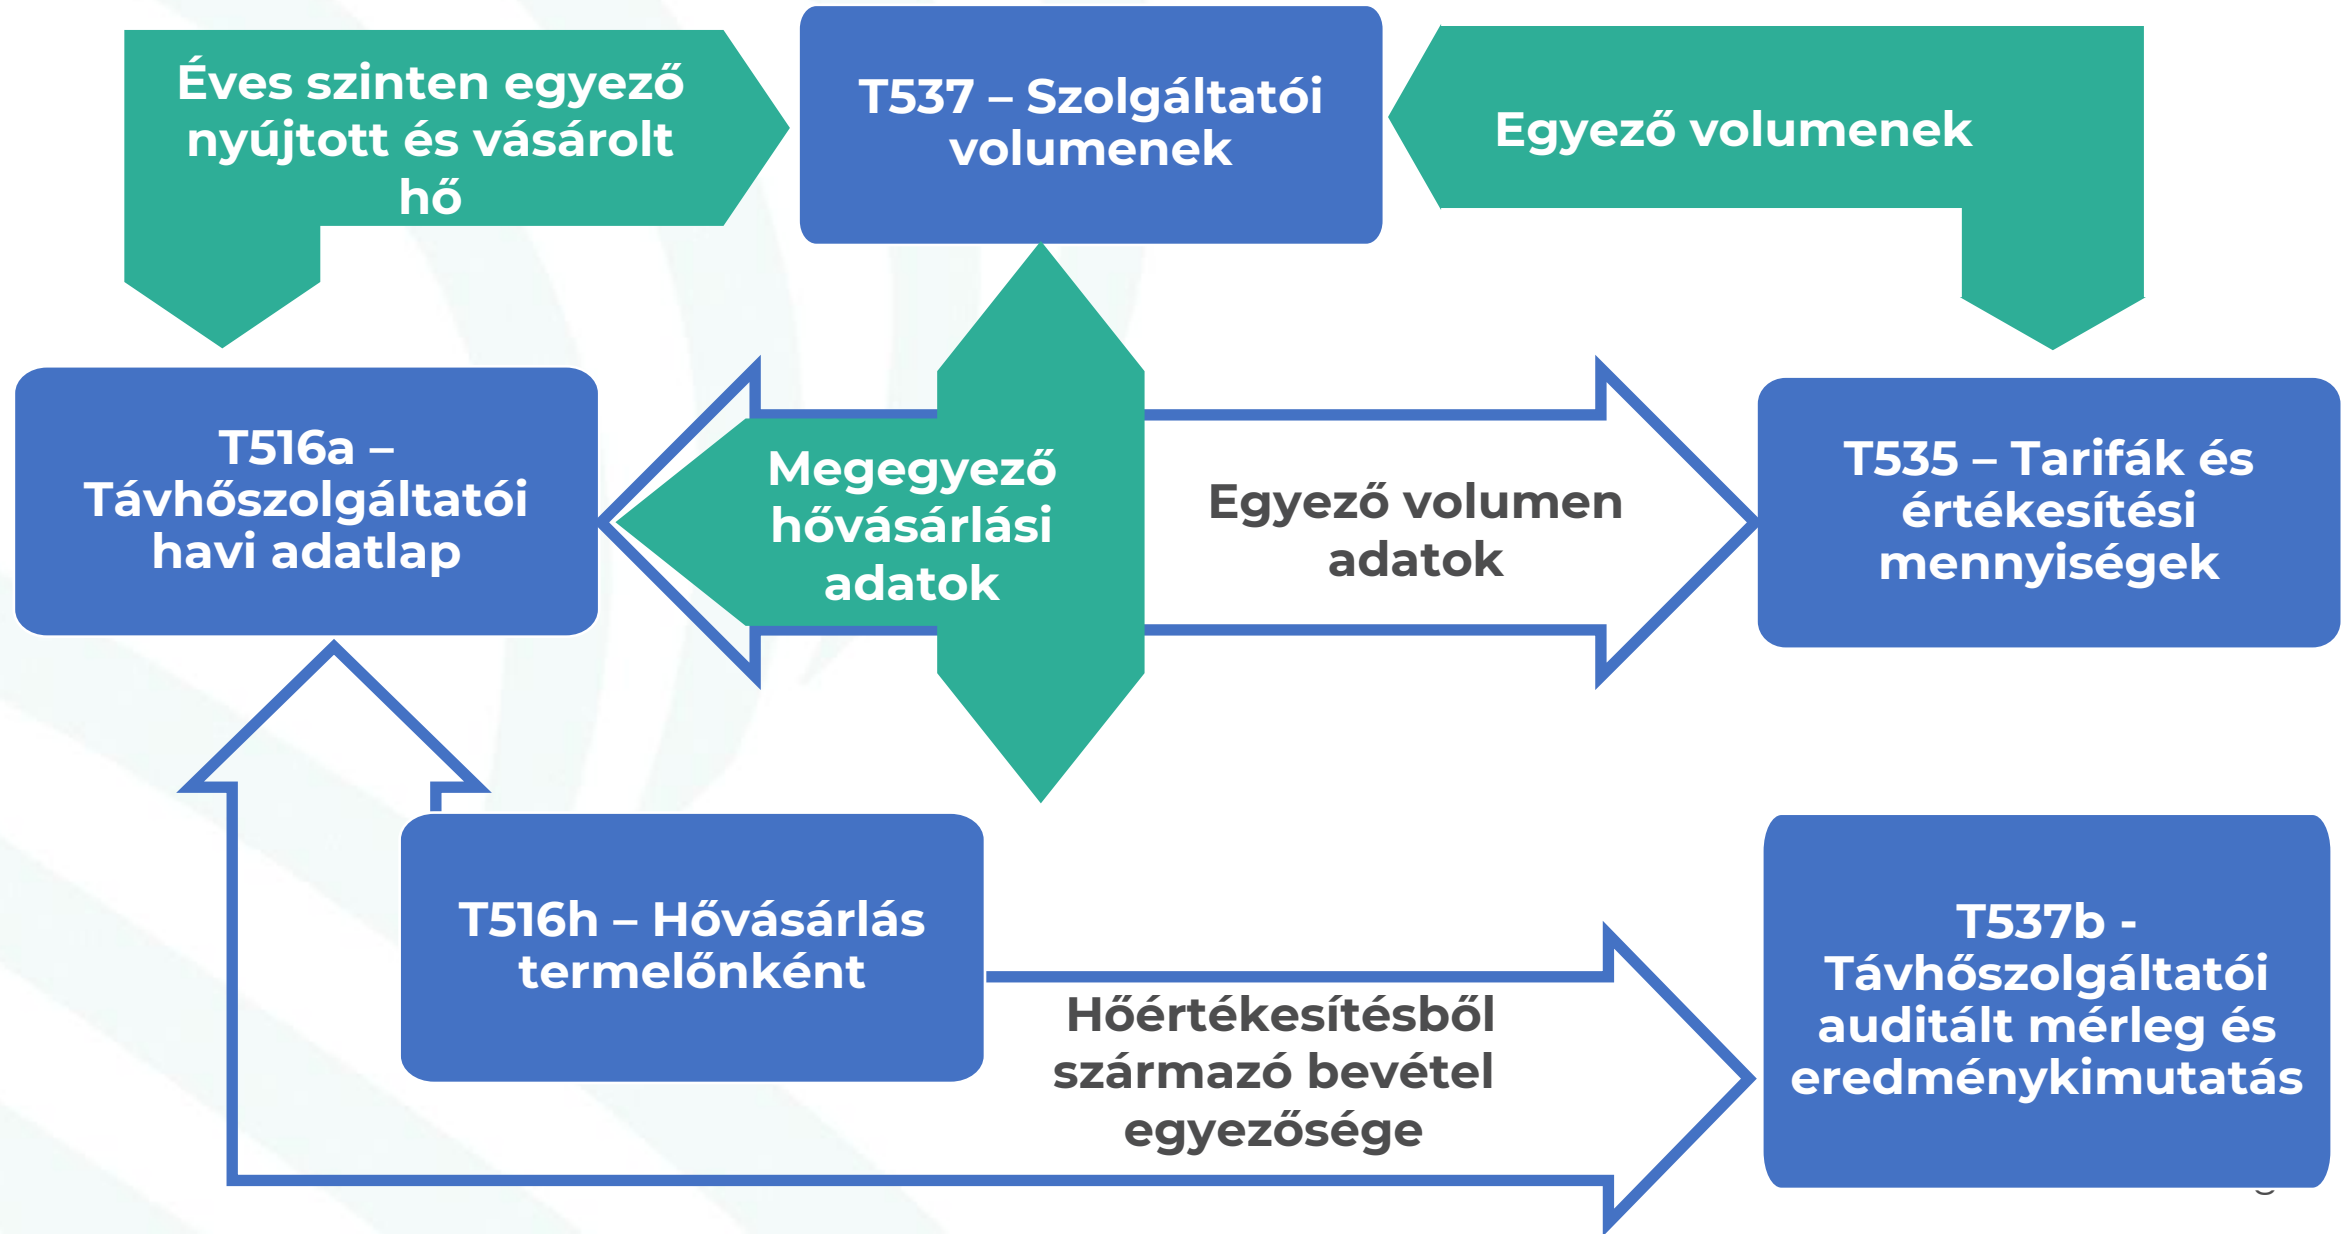 Éves szinten egyező
nyújtott és vásárolt
hő
T537 – Szolgáltatói
volumenek
Egyező volumenek
T516a –
Távhőszolgáltatói
havi adatlap
Megegyező
hővásárlási
adatok
Egyező volumen
adatok
T535 – Tarifák és
értékesítési
mennyiségek
T516h – Hővásárlás
termelőnként
Hőértékesítésből
származó bevétel
egyezősége
T537b -
Távhőszolgáltatói
auditált mérleg és
eredménykimutatás